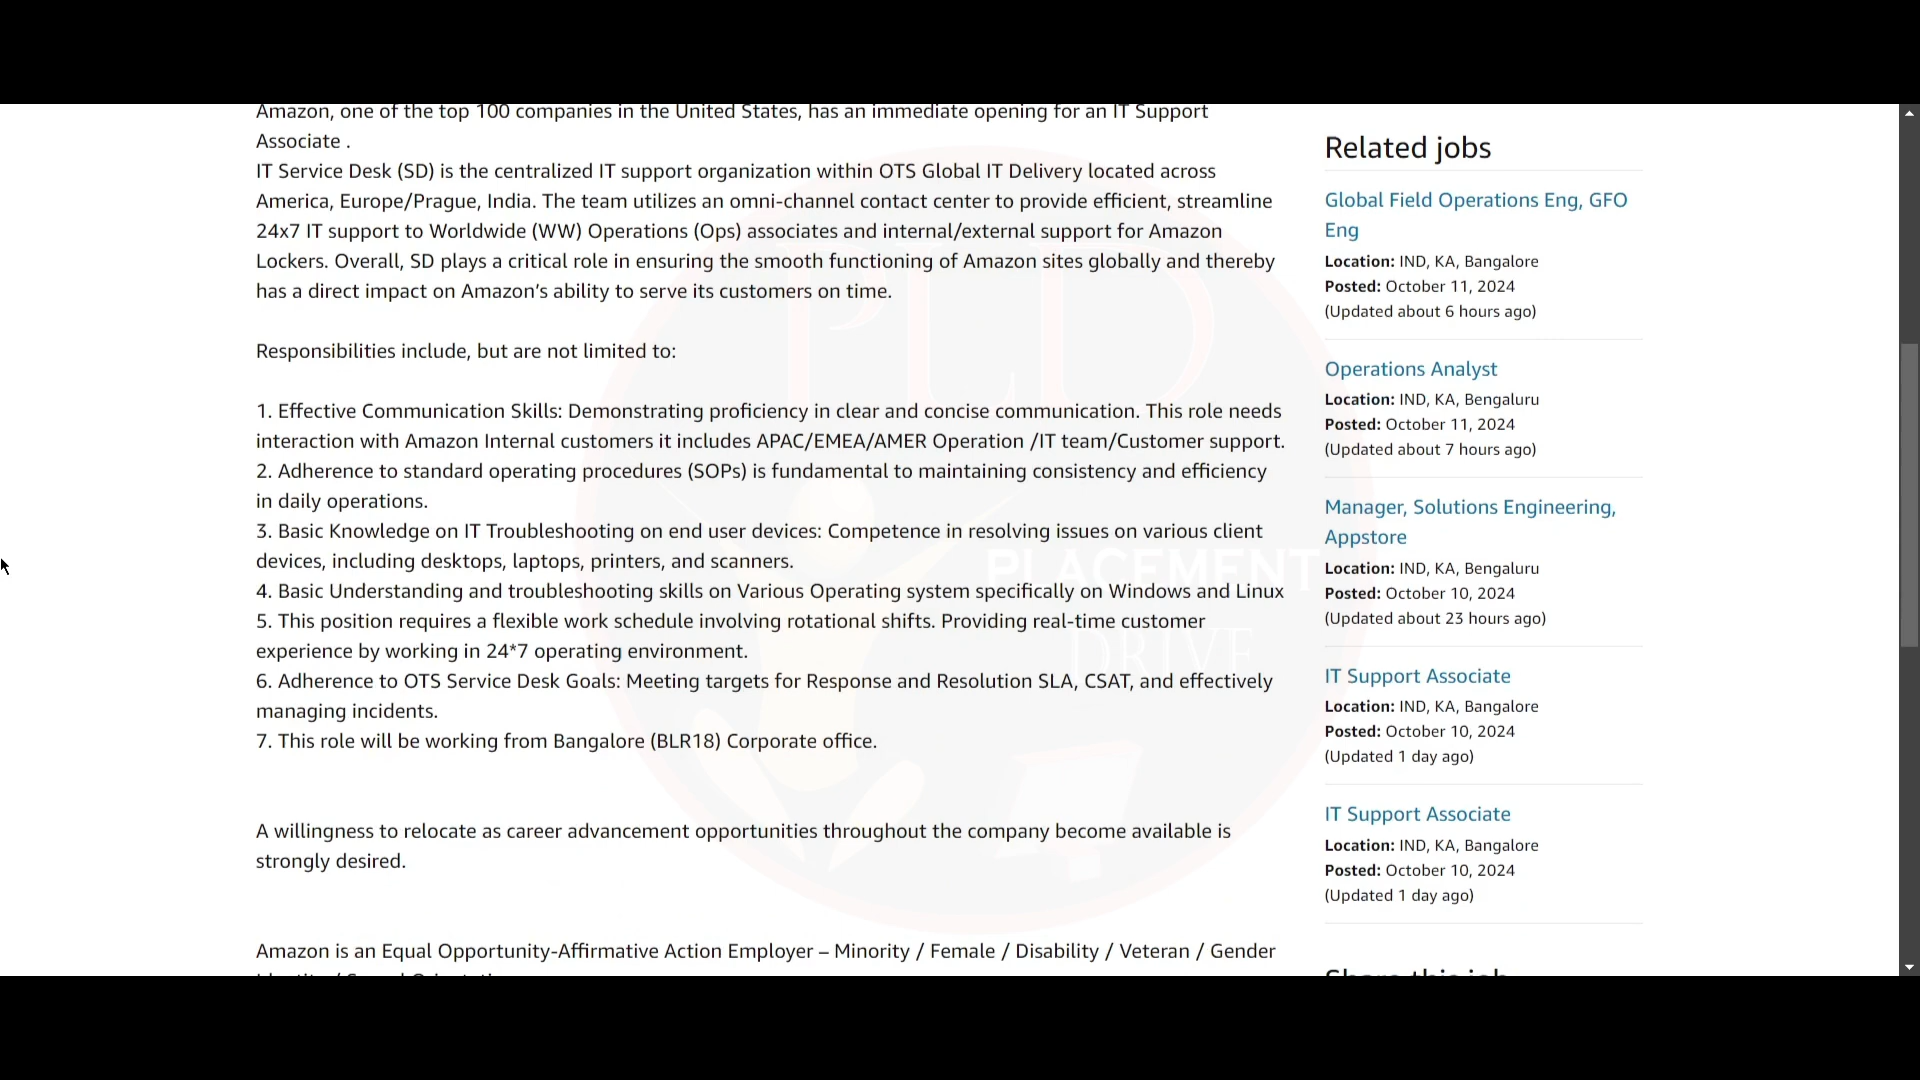 Amazon, one of the top 100 companies in the United States, has an immediate opening for an IT Support
Associate .
IT Service Desk (SD) is the centralized IT support organization within OTS Global IT Delivery located across
America, Europe/Prague, India. The team utilizes an omni-channel contact center to provide efficient, streamline
24x7 IT support to Worldwide (WW) Operations (Ops) associates and internal/external support for Amazon
Lockers. Overall, SD plays a critical role in ensuring the smooth functioning of Amazon sites globally and thereby
has a direct impact on Amazon’s ability to serve its customers on time.
Responsibilities include, but are not limited to:
1. Effective Communication Skills: Demonstrating proficiency in clear and concise communication. This role needs
interaction with Amazon Internal customers it includes APAC/EMEA/AMER Operation /IT team/Customer support.
2. Adherence to standard operating procedures (SOPs) is fundamental to maintaining consistency and efficiency
in daily operations.
3. Basic Knowledge on IT Troubleshooting on end user devices: Competence in resolving issues on various client
devices, including desktops, laptops, printers, and scanners.
4. Basic Understanding and troubleshooting skills on Various Operating system specifically on Windows and Linux
5. This position requires a flexible work schedule involving rotational shifts. Providing real-time customer
experience by working in 24*7 operating environment.
6. Adherence to OTS Service Desk Goals: Meeting targets for Response and Resolution SLA, CSAT, and effectively
managing incidents.
7. This role will be working from Bangalore (BLR18) Corporate office.
A willingness to relocate as career advancement opportunities throughout the company become available is
strongly desired.
Amazon is an Equal Opportunity-Affirmative Action Employer – Minority / Female / Disability / Veteran / Gender
PLD
PLACEMENT
DRIVE
Related jobs
Global Field Operations Eng, GFO
Eng
Location: IND, KA, Bangalore
Posted: October 11, 2024
(Updated about 6 hours ago)
Operations Analyst
Location: IND, KA, Bengaluru
Posted: October 11, 2024
(Updated about 7 hours ago)
Manager, Solutions Engineering,
Appstore
Location: IND, KA, Bengaluru
Posted: October 10, 2024
(Updated about 23 hours ago)
IT Support Associate
Location: IND, KA, Bangalore
Posted: October 10, 2024
(Updated 1 day ago)
IT Support Associate
Location: IND, KA, Bangalore
Posted: October 10, 2024
(Updated 1 day ago)
Share this job